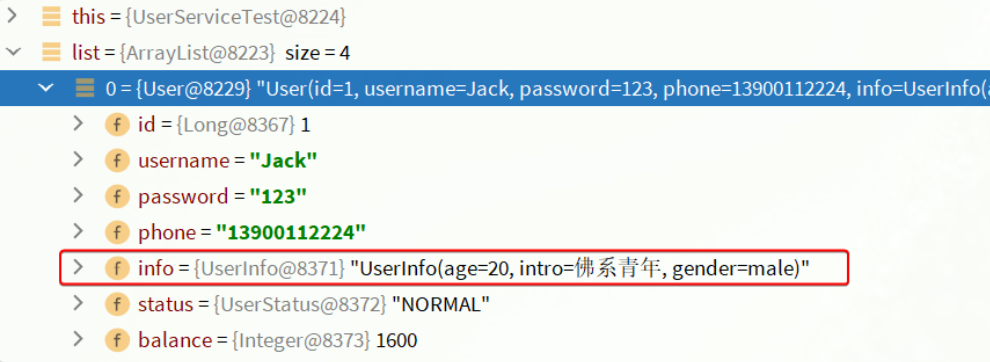 this = {UserServiceTest@8224}
list = {ArrayList@8223} size = 4
0 = {User@8229} "User(id=1, username=Jack, password=123, phone=13900112224, info=UserInfo(a
f id = {Long@8367} 1
f username = "Jack"
f password = "123"
f phone = "13900112224"
f info = {UserInfo@8371} "UserInfo(age=20, intro=佛系青年, gender=male)"
f status = {UserStatus@8372} "NORMAL"
f balance = {Integer@8373} 1600